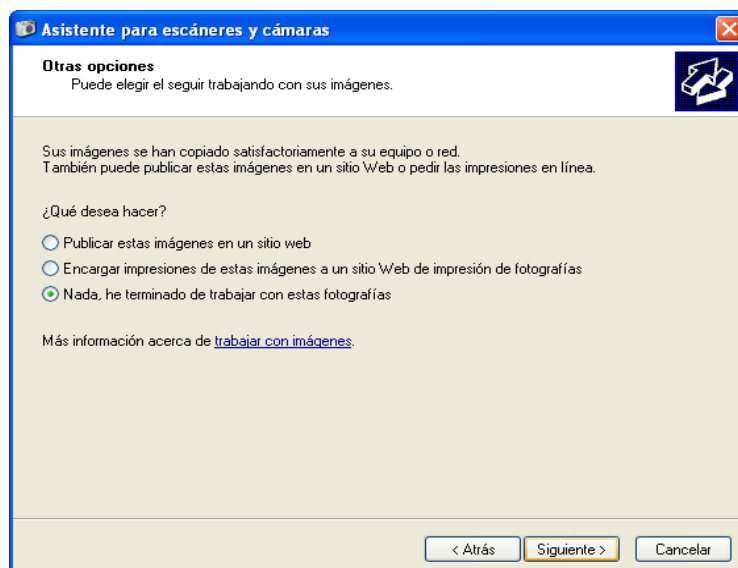 Asistente para escáneres y cámaras
Otras opciones
Puede elegir el seguir trabajando con sus imágenes.
Sus imágenes se han copiado satisfactoriamente a su equipo o red.
También puede publicar estas imágenes en un sitio Web o pedir las impresiones en línea.
¿Qué desea hacer?
Publicar estas imágenes en un sitio web
Encargar impresiones de estas imágenes a un sitio Web de impresión de fotografías
Nada, he terminado de trabajar con estas fotografías
Más información acerca de trabajar con imágenes.
< Atrás Siguiente > Cancelar